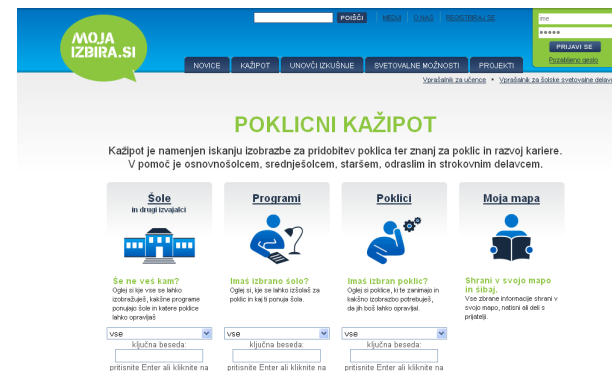 POIŠČI
MEDIJI
O NAS
REGISTRIRAJ SE
ime
PRIJAVI SE
Pozabljeno geslo
MOJA
IZBIRA.SI
NOVICE
KAŽIPOT
UNOVČI IZKUŠNJE
SVETOVALNE MOŽNOSTI
PROJEKTI
Vprašalnik za učence • Vprašalnik za šolske svetovalne delav
POKLICNI KAŽIPOT
Kažipot je namenjen iskanju izobrazbe za pridobitev poklica ter znanj za poklic in razvoj kariere.
V pomoč je osnovnošolcem, srednješolcem, staršem, odraslim in strokovnim delavcem.
Šole
in drugi izvajalci
Še ne veš kam?
Oglej si kje vse se lahko
izobražuješ, kakšne programe
ponujajo šole in katere poklice
lahko opravljaš
vse
ključna beseda:
pritisnite Enter ali kliknite na
Programi
Imaš izbrano šolo?
Oglej si, kje se lahko izšolaš za
poklic in kaj ti ponuja šola.
vse
ključna beseda:
pritisnite Enter ali kliknite na
Poklici
Imaš izbran poklic?
Oglej si poklice, ki te zanimajo in
kakšno izobrazbo potrebuješ,
da jih boš lahko opravljal.
vse
ključna beseda:
pritisnite Enter ali kliknite na
Moja mapa
Shrani v svojo mapo
in šibaj.
Vse zbrane informacije shrani v
svojo mapo, natisni ali deli s
prijatelji.